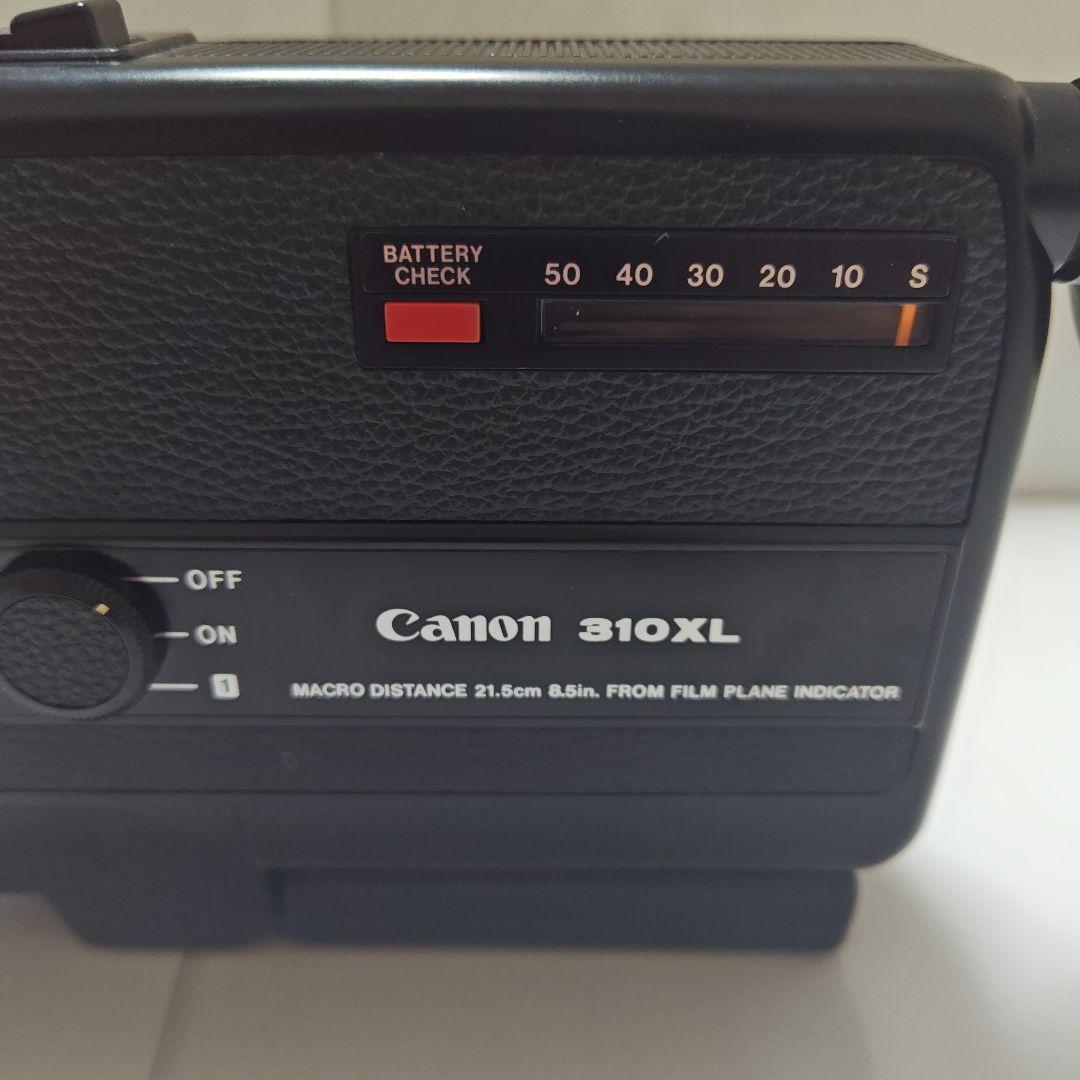 BATTERY
CHECK
50 40 30 20 10 S
OFF
ON
1
Canon 310XL
MACRO DISTANCE 21.5cm 8.5in. FROM FILM PLANE INDICATOR